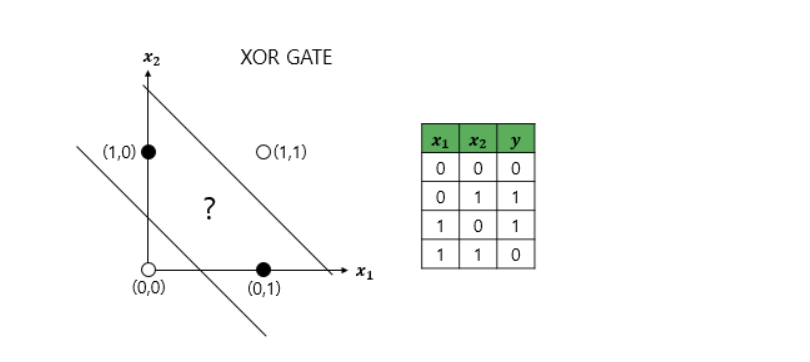 XOR GATE
x₂
(1,0)
(1,1)
?
x₁
(0,0)
(0,1)
x₁ x₂ y
0 0 0
0 1 1
1 0 1
1 1 0